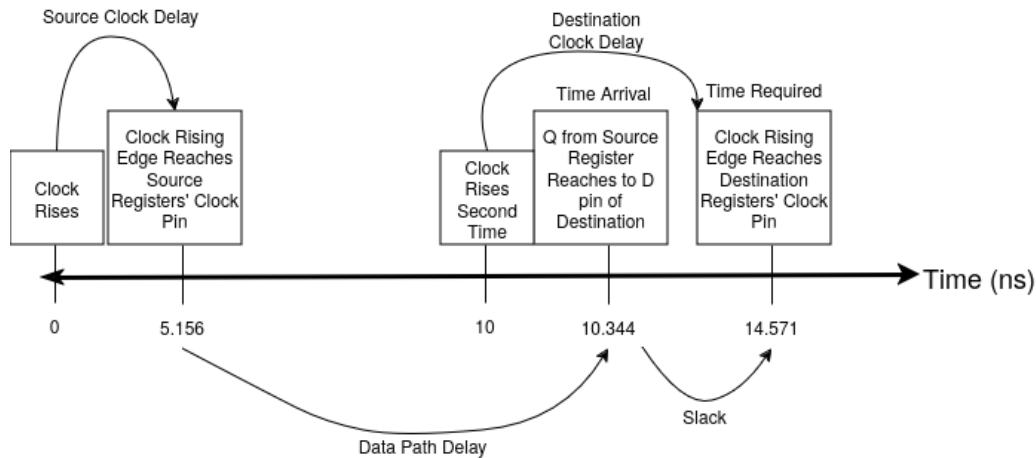 Source Clock Delay
Destination
Clock Delay
Time Arrival
Time Required
Clock
Rises
Clock Rising
Edge Reaches
Source
Registers' Clock
Pin
Clock
Rises
Second
Time
Q from Source
Register
Reaches to D
pin of
Destination
Clock Rising
Edge Reaches
Destination
Registers' Clock
Pin
Time (ns)
0
5.156
10
10.344
14.571
Data Path Delay
Slack